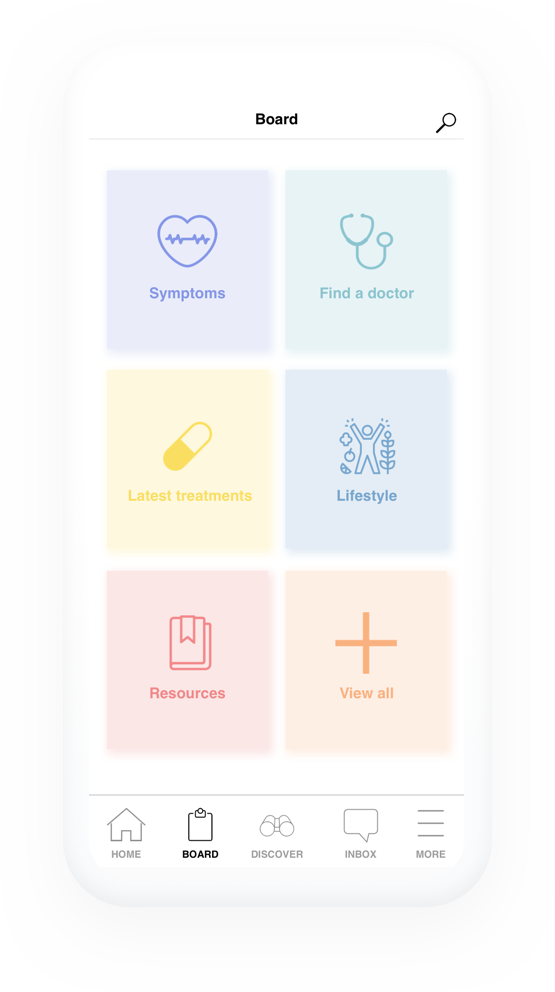 Board
Symptoms
Find a doctor
Latest treatments
Lifestyle
Resources
View all
HOME
BOARD
DISCOVER
INBOX
MORE